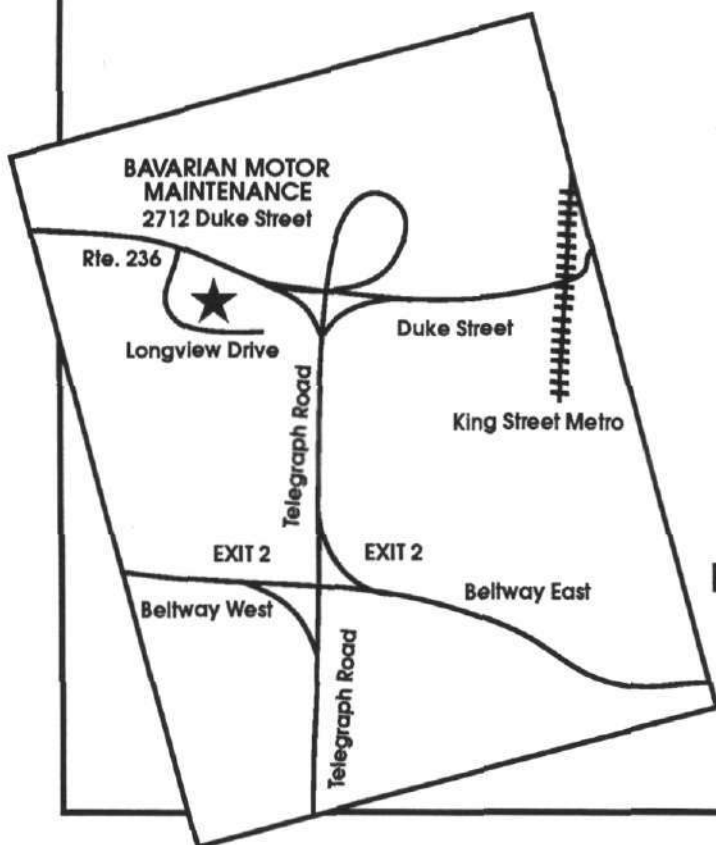 BAVARIAN MOTOR
MAINTENANCE
2712 Duke Street
Rte. 236
Longview Drive
Duke Street
King Street Metro
Telegraph Road
EXIT 2
EXIT 2
Beltway West
Beltway East
Telegraph Road